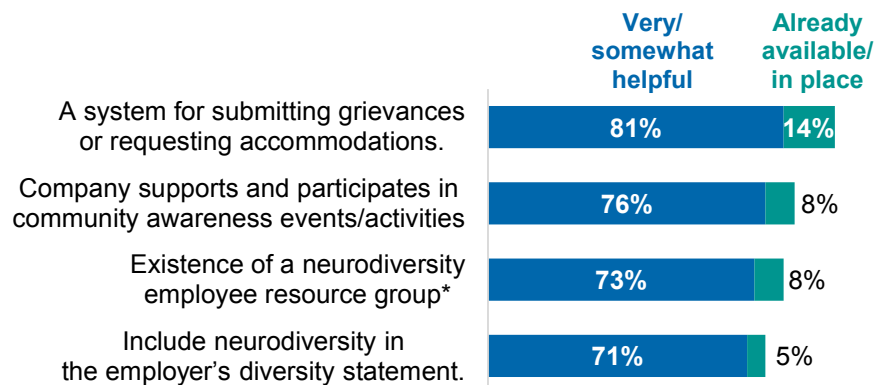 Very/
somewhat
helpful
Already
available/
in place
A system for submitting grievances
or requesting accommodations.
81%
14%
Company supports and participates in
community awareness events/activities
76%
8%
Existence of a neurodiversity
employee resource group*
73%
8%
Include neurodiversity in
the employer’s diversity statement.
71%
5%